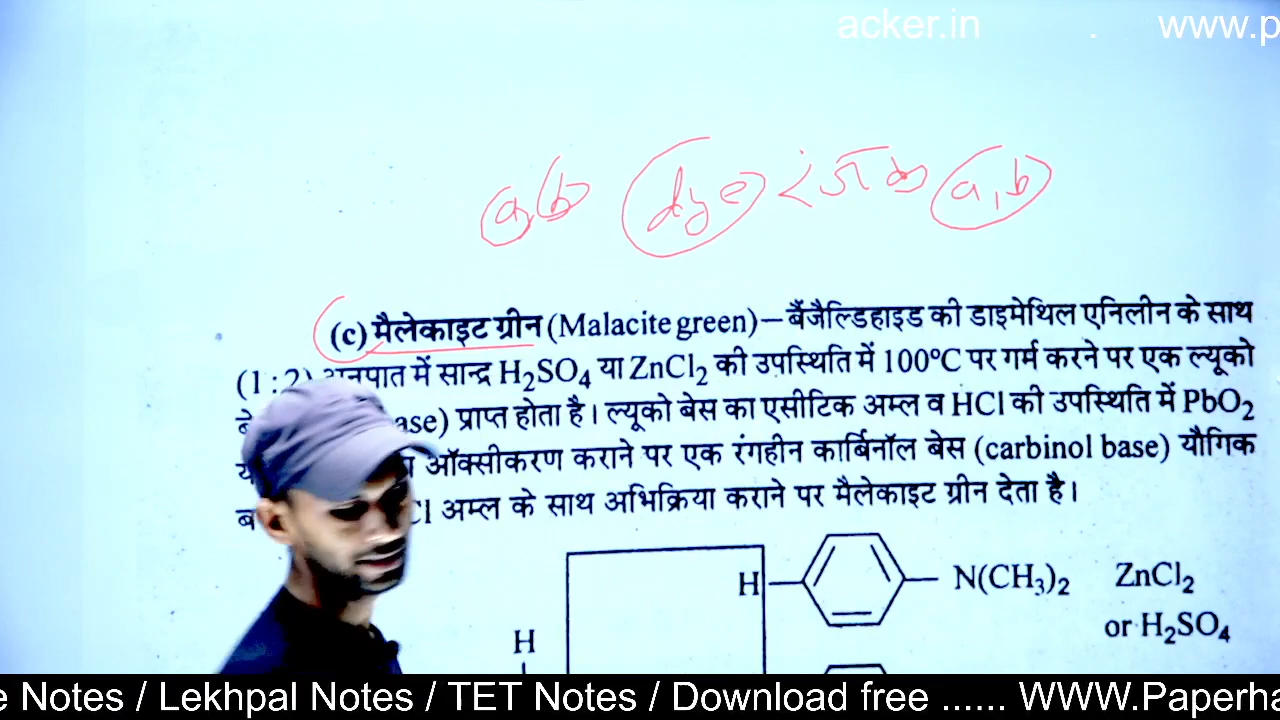 acker.in . www.p
a, b dye रंजक a, b
(c) मैलेकाइट ग्रीन (Malacite green)—बैंजैल्डिहाइड की डाइमेथिल एनिलीन के साथ
(1 : 2) अनुपात में सान्द्र H₂SO₄ या ZnCl₂ की उपस्थिति में 100°C पर गर्म करने पर एक ल्यूको
ase) प्राप्त होता है। ल्यूको बेस का एसीटिक अम्ल व HCl की उपस्थिति में PbO₂
ऑक्सीकरण कराने पर एक रंगहीन कार्बिनॉल बेस (carbinol base) यौगिक
Cl अम्ल के साथ अभिक्रिया कराने पर मैलेकाइट ग्रीन देता है।
H N(CH₃)₂ ZnCl₂
or H₂SO₄
H
e Notes / Lekhpal Notes / TET Notes / Download free ...... WWW.Paperha